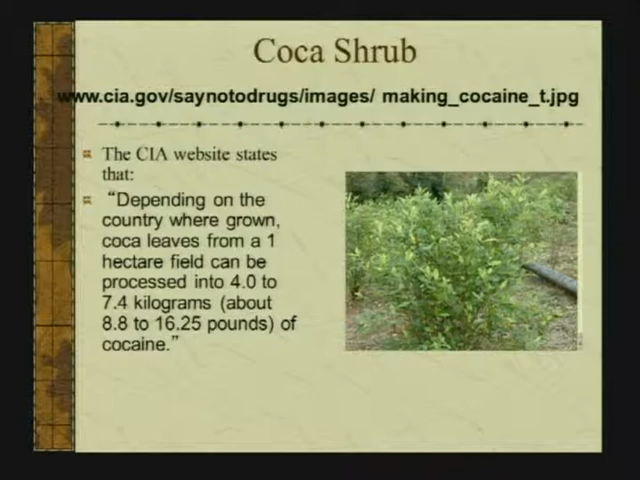 Coca Shrub
www.cia.gov/saynotodrugs/images/ making_cocaine_t.jpg
The CIA website states
that:
"Depending on the
country where grown,
coca leaves from a 1
hectare field can be
processed into 4.0 to
7.4 kilograms (about
8.8 to 16.25 pounds) of
cocaine."